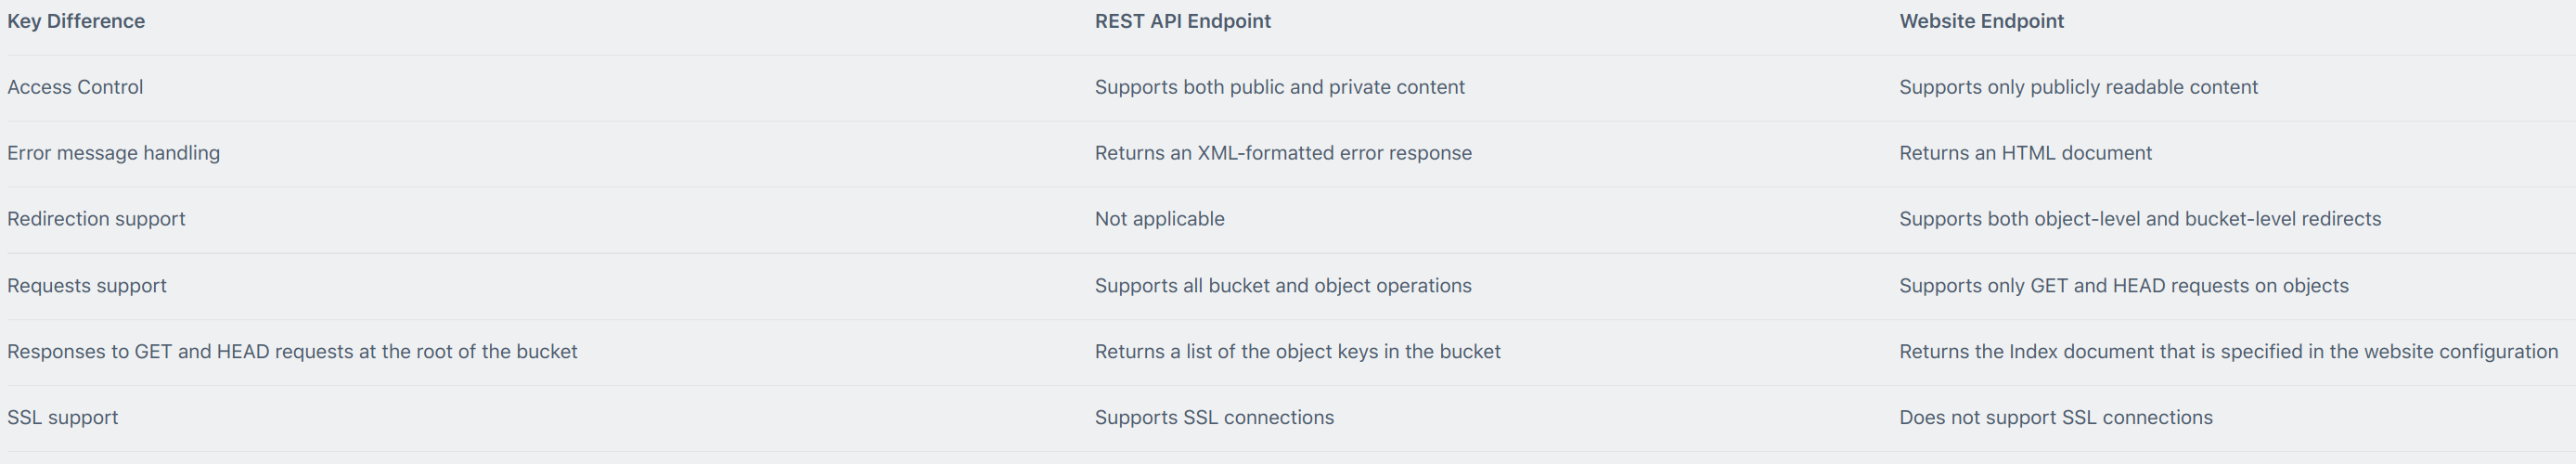 Key Difference REST API Endpoint Website Endpoint
Access Control Supports both public and private content Supports only publicly readable content
Error message handling Returns an XML-formatted error response Returns an HTML document
Redirection support Not applicable Supports both object-level and bucket-level redirects
Requests support Supports all bucket and object operations Supports only GET and HEAD requests on objects
Responses to GET and HEAD requests at the root of the bucket Returns a list of the object keys in the bucket Returns the Index document that is specified in the website configuration
SSL support Supports SSL connections Does not support SSL connections